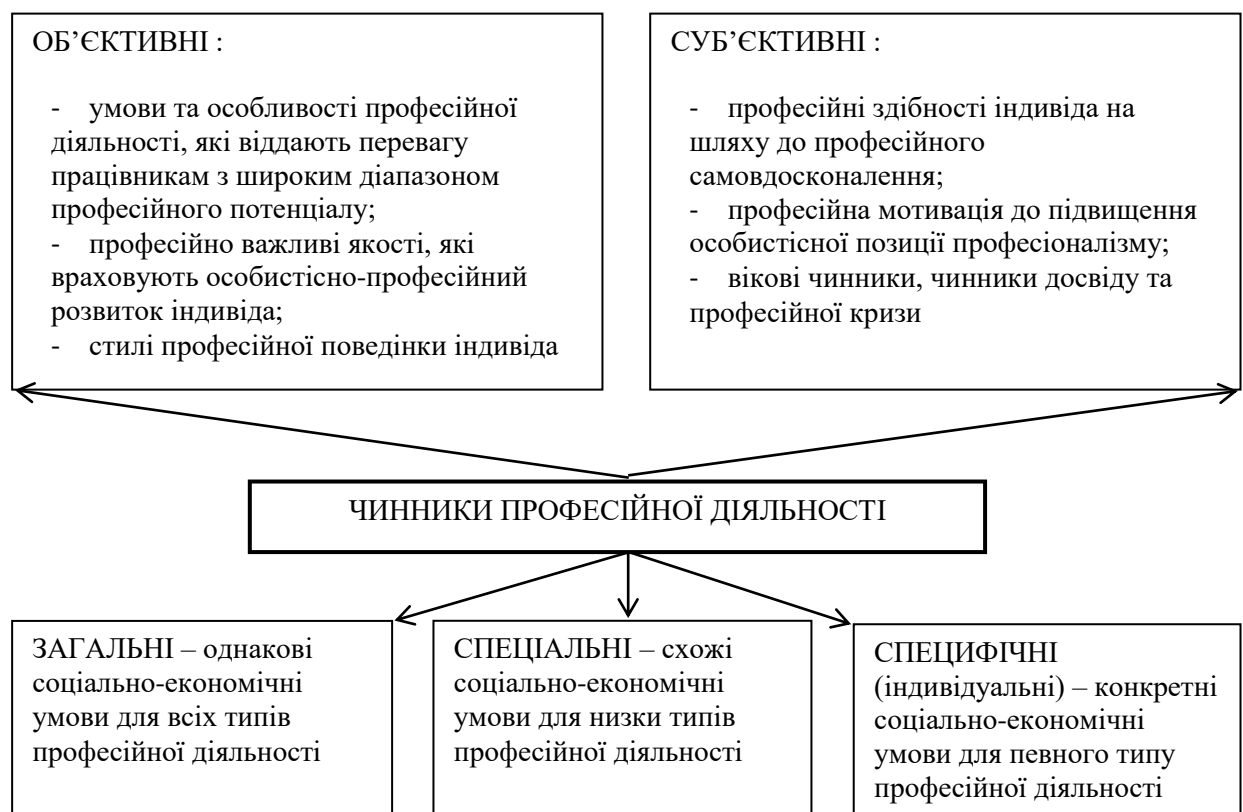 ОБ’ЄКТИВНІ :
- умови та особливості професійної
діяльності, які віддають перевагу
працівникам з широким діапазоном
професійного потенціалу;
- професійно важливі якості, які
враховують особистісно-професійний
розвиток індивіда;
- стилі професійної поведінки індивіда
СУБ’ЄКТИВНІ :
- професійні здібності індивіда на
шляху до професійного
самовдосконалення;
- професійна мотивація до підвищення
особистісної позиції професіоналізму;
- вікові чинники, чинники досвіду та
професійної кризи
ЧИННИКИ ПРОФЕСІЙНОЇ ДІЯЛЬНОСТІ
ЗАГАЛЬНІ – однакові
соціально-економічні
умови для всіх типів
професійної діяльності
СПЕЦІАЛЬНІ – схожі
соціально-економічні
умови для низки типів
професійної діяльності
СПЕЦИФІЧНІ
(індивідуальні) – конкретні
соціально-економічні
умови для певного типу
професійної діяльності